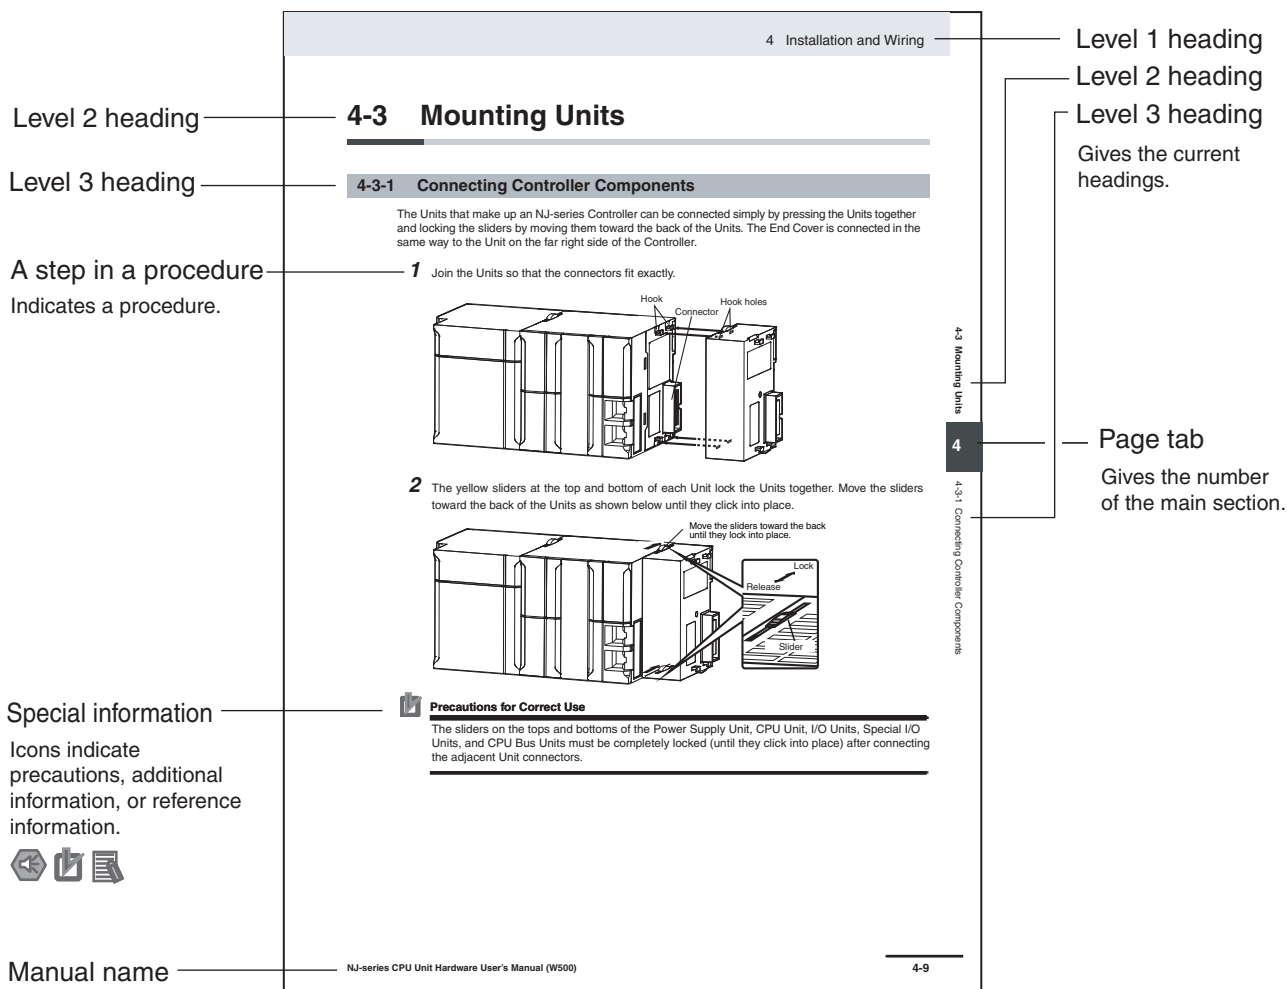 4 Installation and Wiring
Level 1 heading
Level 2 heading
Level 3 heading
Gives the current
headings.
Level 2 heading
4-3 Mounting Units
Level 3 heading
4-3-1 Connecting Controller Components
The Units that make up an NJ-series Controller can be connected simply by pressing the Units together
and locking the sliders by moving them toward the back of the Units. The End Cover is connected in the
same way to the Unit on the far right side of the Controller.
A step in a procedure
Indicates a procedure.
1 Join the Units so that the connectors fit exactly.
Hook
Connector
Hook holes
4-3 Mounting Units
4
Page tab
Gives the number
of the main section.
4-3-1 Connecting Controller Components
2 The yellow sliders at the top and bottom of each Unit lock the Units together. Move the sliders
toward the back of the Units as shown below until they click into place.
Move the sliders toward the back
until they lock into place.
Lock
Release
Slider
Special information
Icons indicate
precautions, additional
information, or reference
information.
Precautions for Correct Use
The sliders on the tops and bottoms of the Power Supply Unit, CPU Unit, I/O Units, Special I/O
Units, and CPU Bus Units must be completely locked (until they click into place) after connecting
the adjacent Unit connectors.
Manual name
NJ-series CPU Unit Hardware User's Manual (W500)
4-9